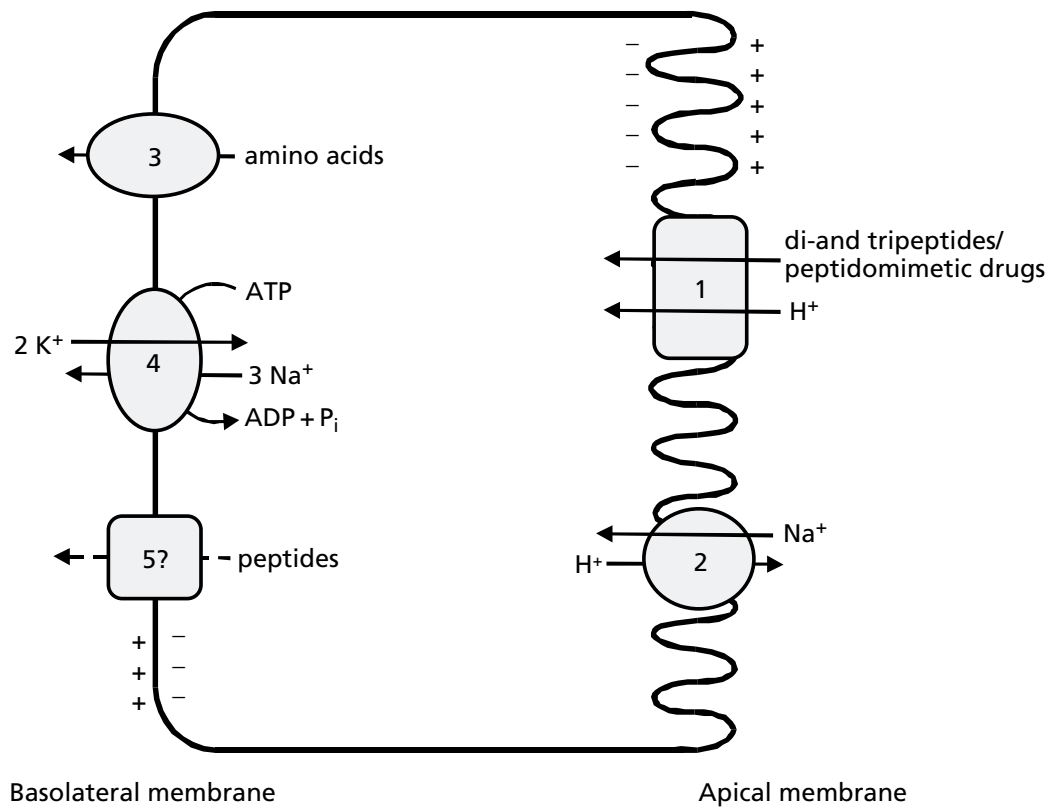 3
amino acids
ATP
2 K⁺
4
3 Na⁺
ADP + Pᵢ
5?
peptides
di-and tripeptides/
peptidomimetic drugs
1
H⁺
Na⁺
H⁺
2
+
+
+
+
+
−
−
−
−
−
+
+
+
−
−
−
Basolateral membrane
Apical membrane